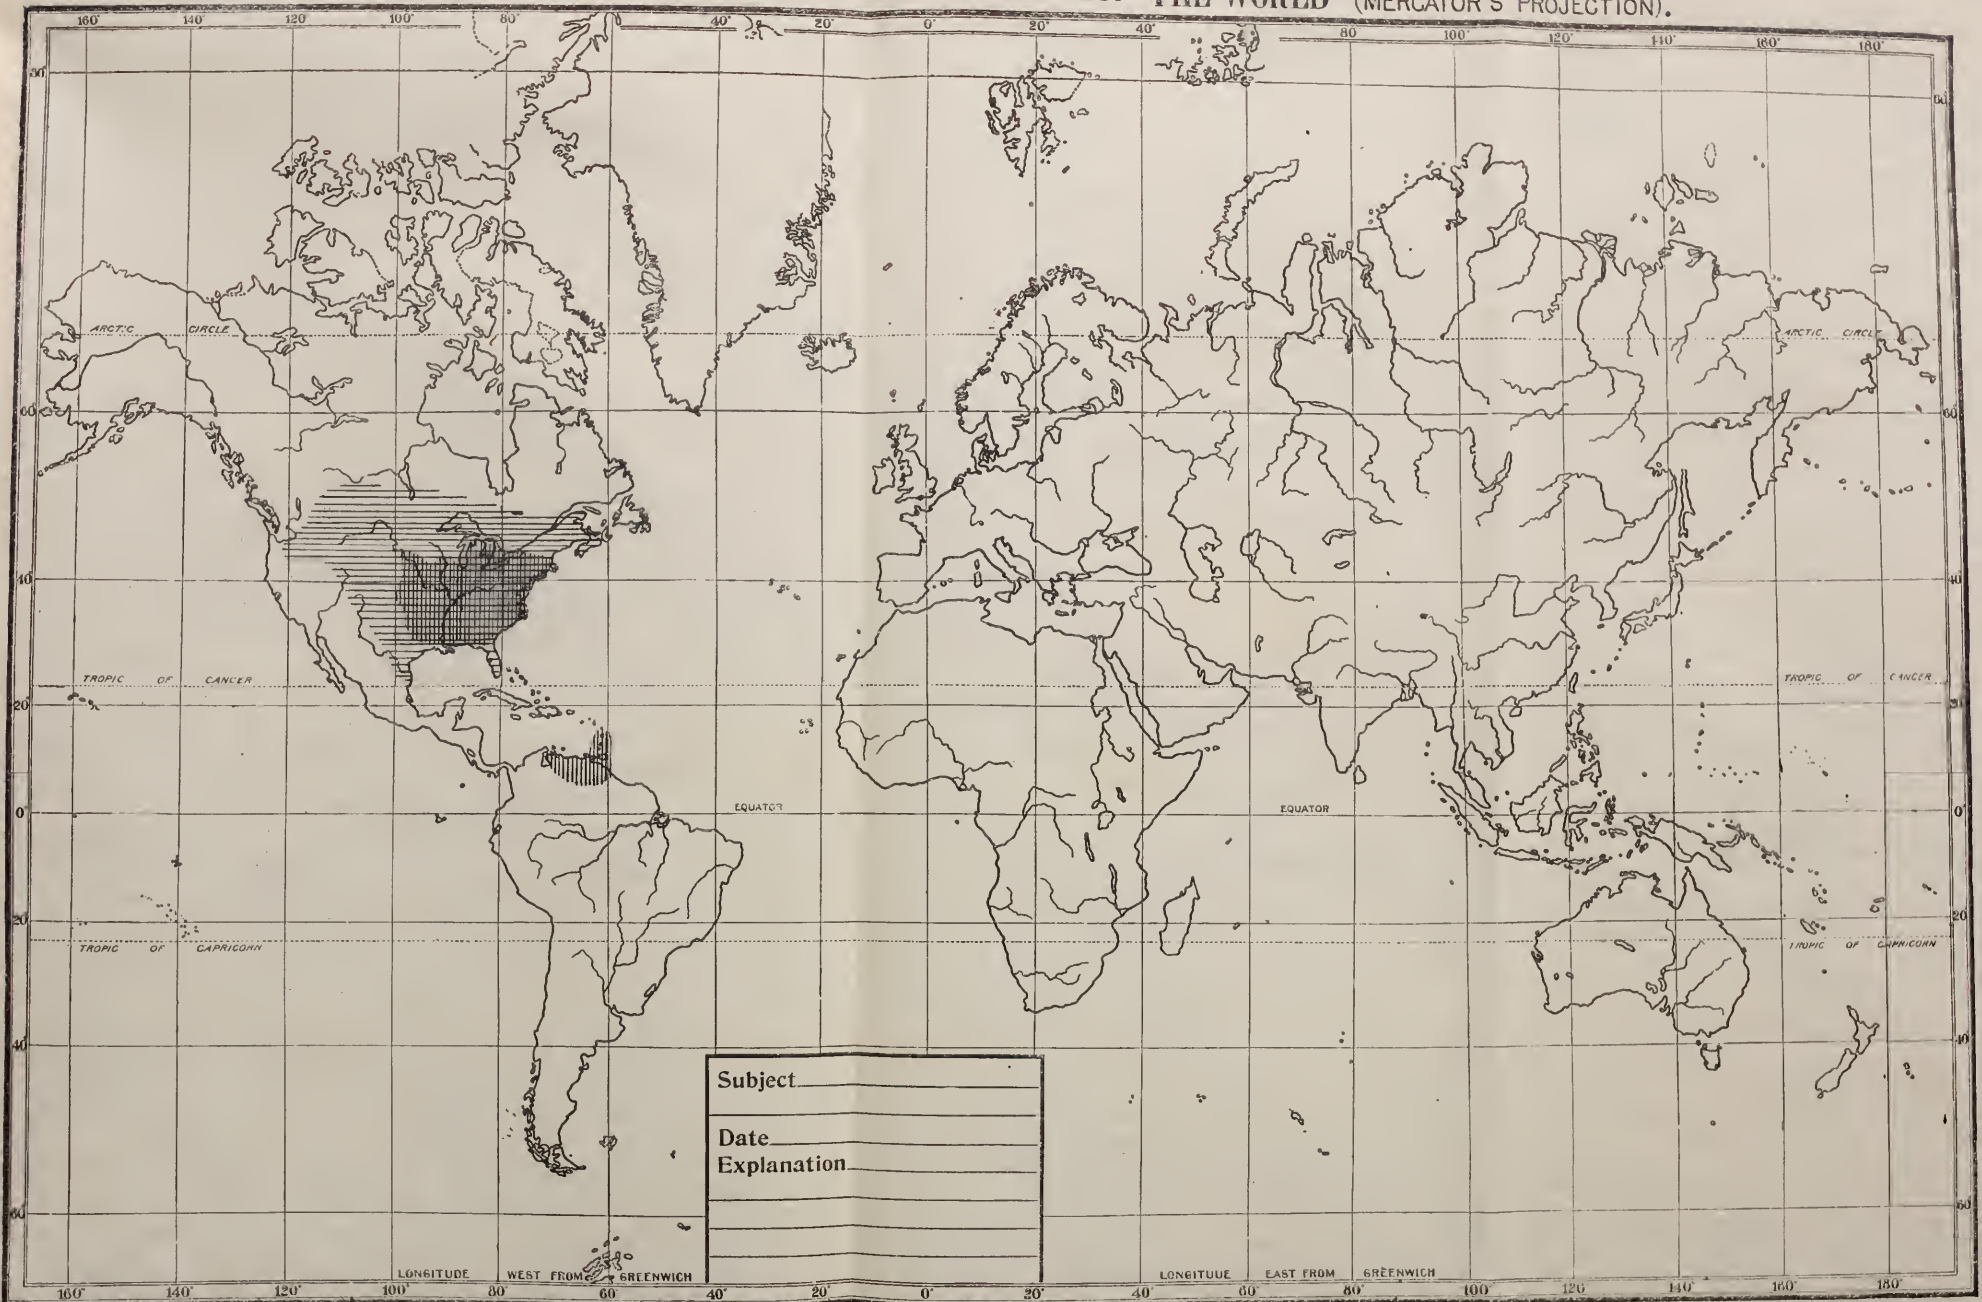 THE WORLD (MERCATOR'S PROJECTION).
160° 140° 120° 100° 80° 20° 0° 20° 40° 80° 100° 120° 140° 160° 180°
ARCTIC CIRCLE
ARCTIC CIRCLE
60° 60°
40° 40°
TROPIC OF CANCER
TROPIC OF CANCER
20°
EQUATOR
EQUATOR
0° 0°
20° 20°
TROPIC OF CAPRICORN
TROPIC OF CAPRICORN
40° 40°
Subject
Date
Explanation
60° 60°
LONGITUDE WEST FROM GREENWICH
LONGITUDE EAST FROM GREENWICH
160° 140° 120° 100° 80° 60° 40° 20° 0° 20° 40° 60° 80° 100° 120° 140° 160° 180°